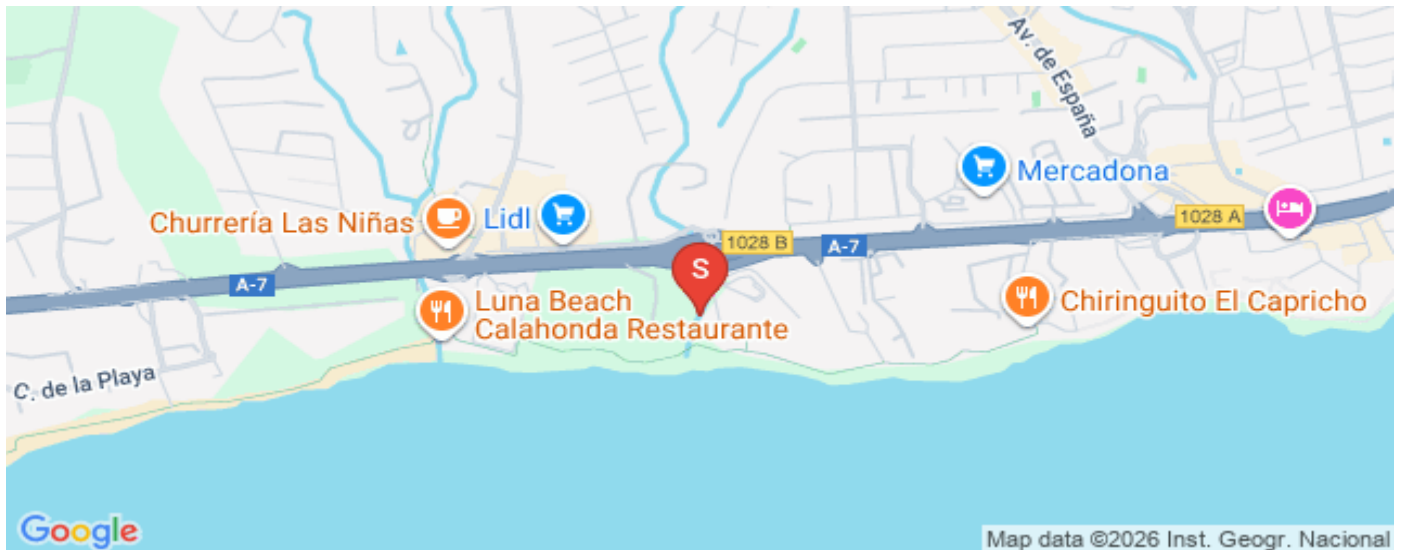 Av. de España
Mercadona
Churrería Las Niñas
Lidl
1028 A
1028 B
A-7
S
A-7
Luna Beach
Calahonda Restaurante
Chiringuito El Capricho
C. de la Playa
Google
Map data ©2026 Inst. Geogr. Nacional